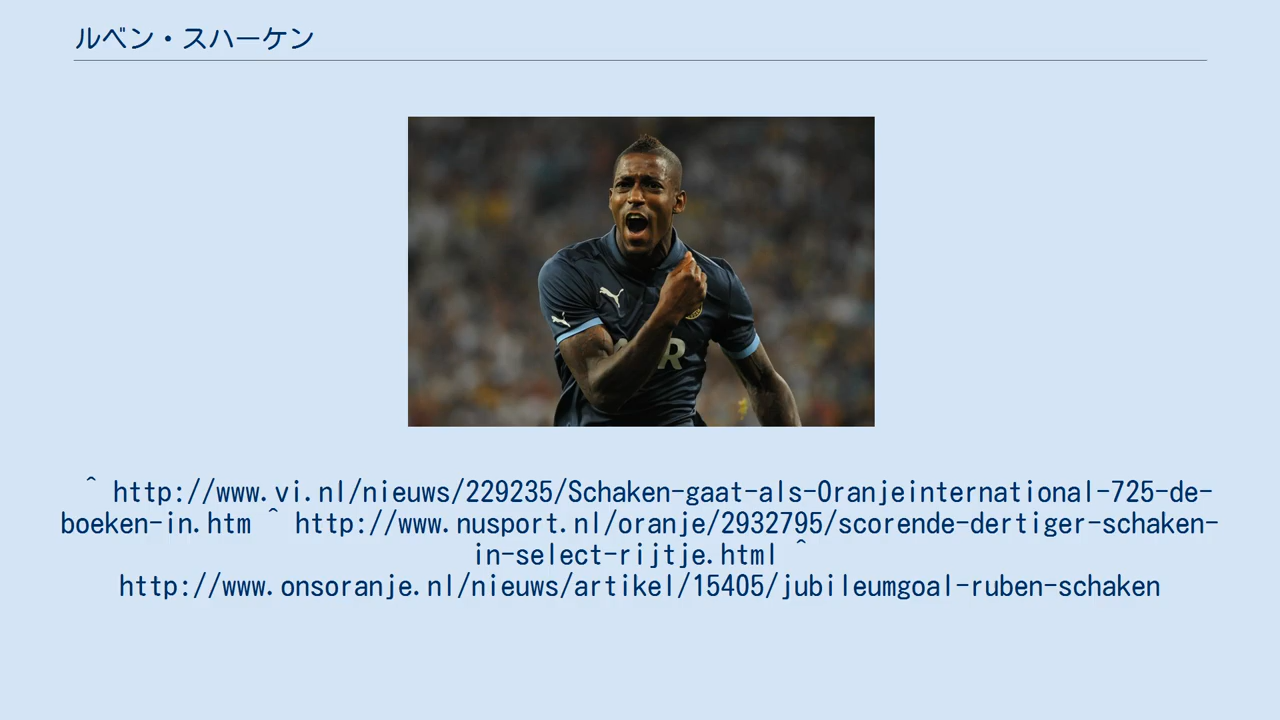 ルベン・スハーケン
^ http://www.vi.nl/nieuws/229235/Schaken-gaat-als-Oranjeinternational-725-de-
boeken-in.htm ^ http://www.nusport.nl/oranje/2932795/scorende-dertiger-schaken-
in-select-rijtje.html ^
http://www.onsoranje.nl/nieuws/artikel/15405/jubileumgoal-ruben-schaken